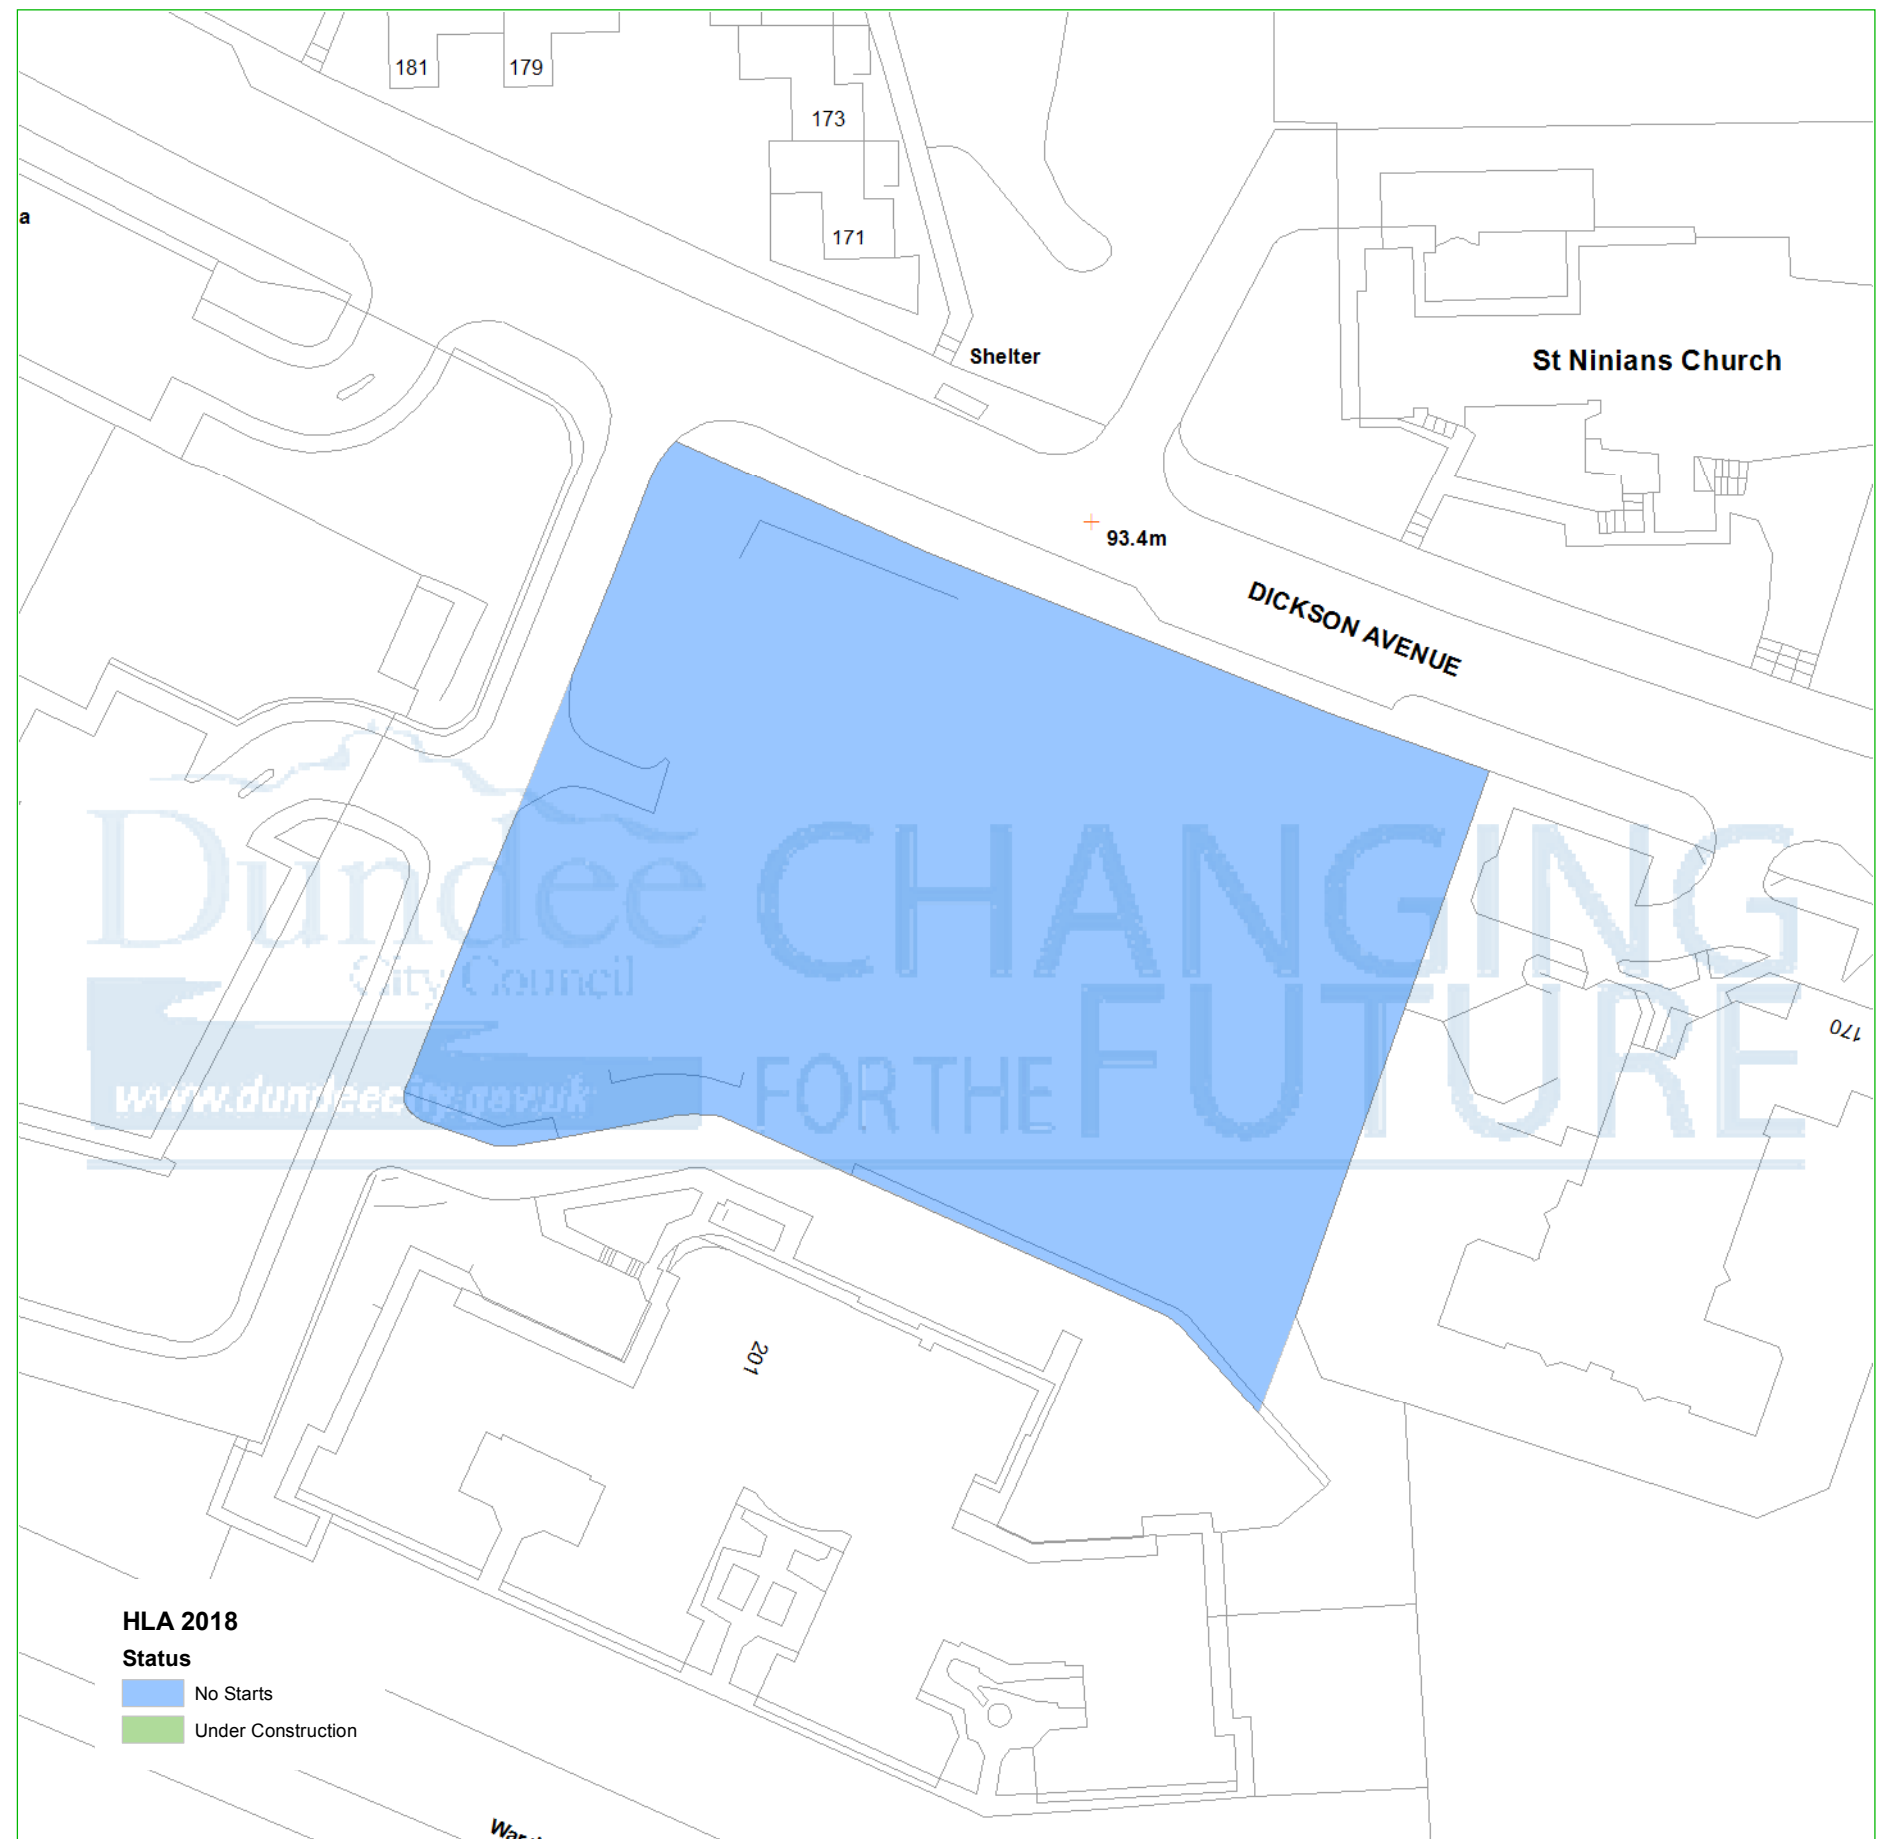 181
179
173
a
171
Shelter
St Ninians Church
93.4m
DICKSON AVENUE
Dundee
City Council
www.dundeecity.gov.uk
CHANGING
FOR THE FUTURE
170
201
HLA 2018
Status
No Starts
Under Construction